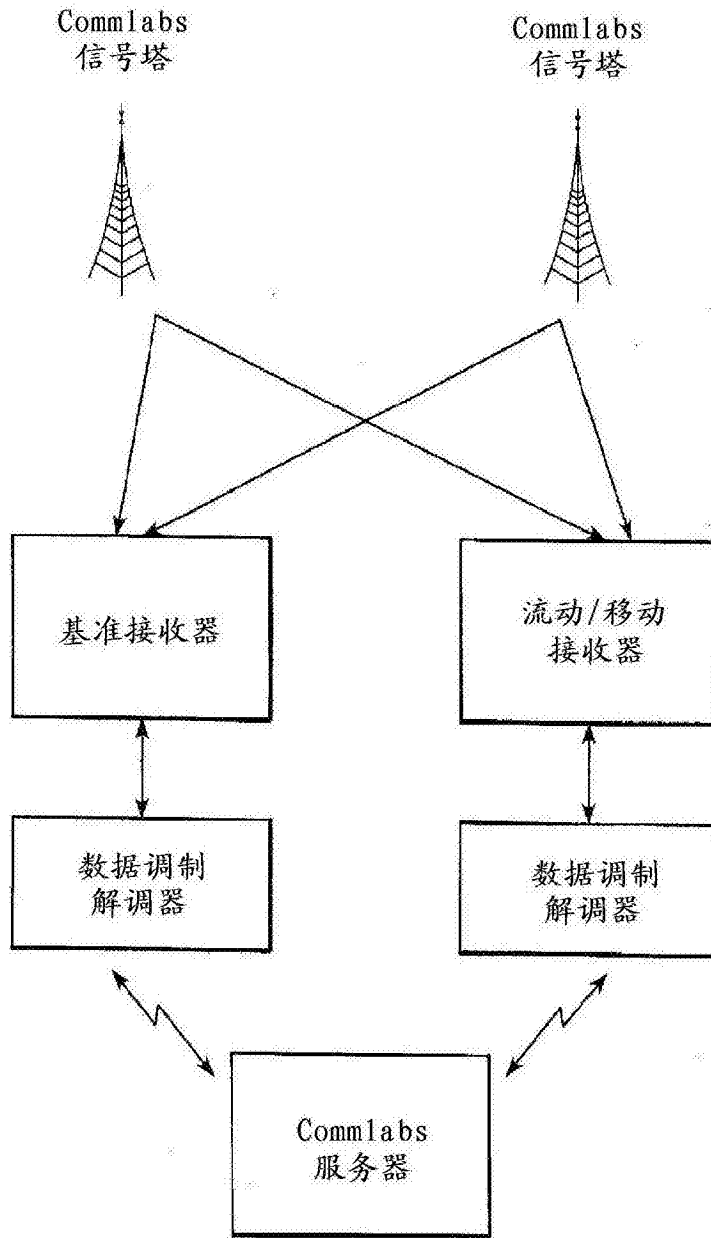 Commlabs
信号塔
Commlabs
信号塔
基准接收器
流动/移动
接收器
数据调制
解调器
数据调制
解调器
Commlabs
服务器